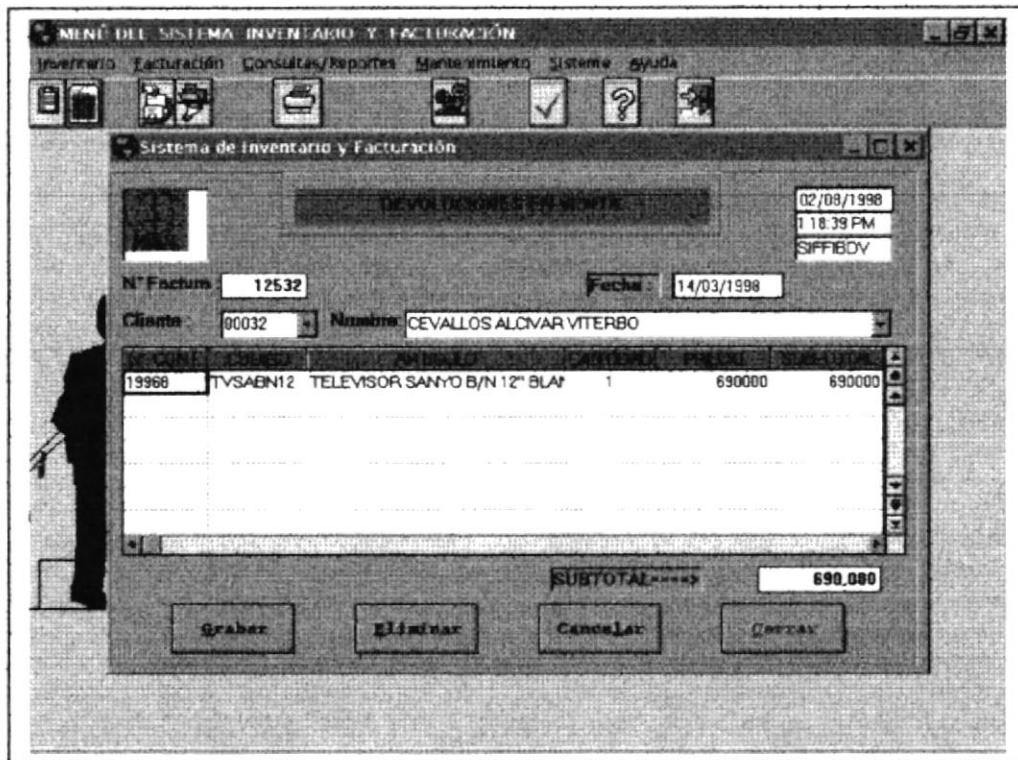 MENÚ DEL SISTEMA INVENTARIO Y FACTURACIÓN
Inventario Facturación Consultas/Reportes Mantenimiento Sistema Ayuda
Sistema de Inventario y Facturación
DEVOLUCIONES EN VENTA
02/08/1998
1 18:39 PM
SIFFIBDV
N° Factura : 12532 Fecha : 14/03/1998
Cliente : 00032 Nombre CEVALLOS ALCIVAR VITERBO
CODIGO ARTICULO CANTIDAD PRECIO SUB-TOTAL
19968 TVSABN12 TELEVISOR SANYO B/N 12" BLAN 1 690000 690000
SUBTOTAL----> 690,000
Grabar Eliminar Cancelar Cerrar